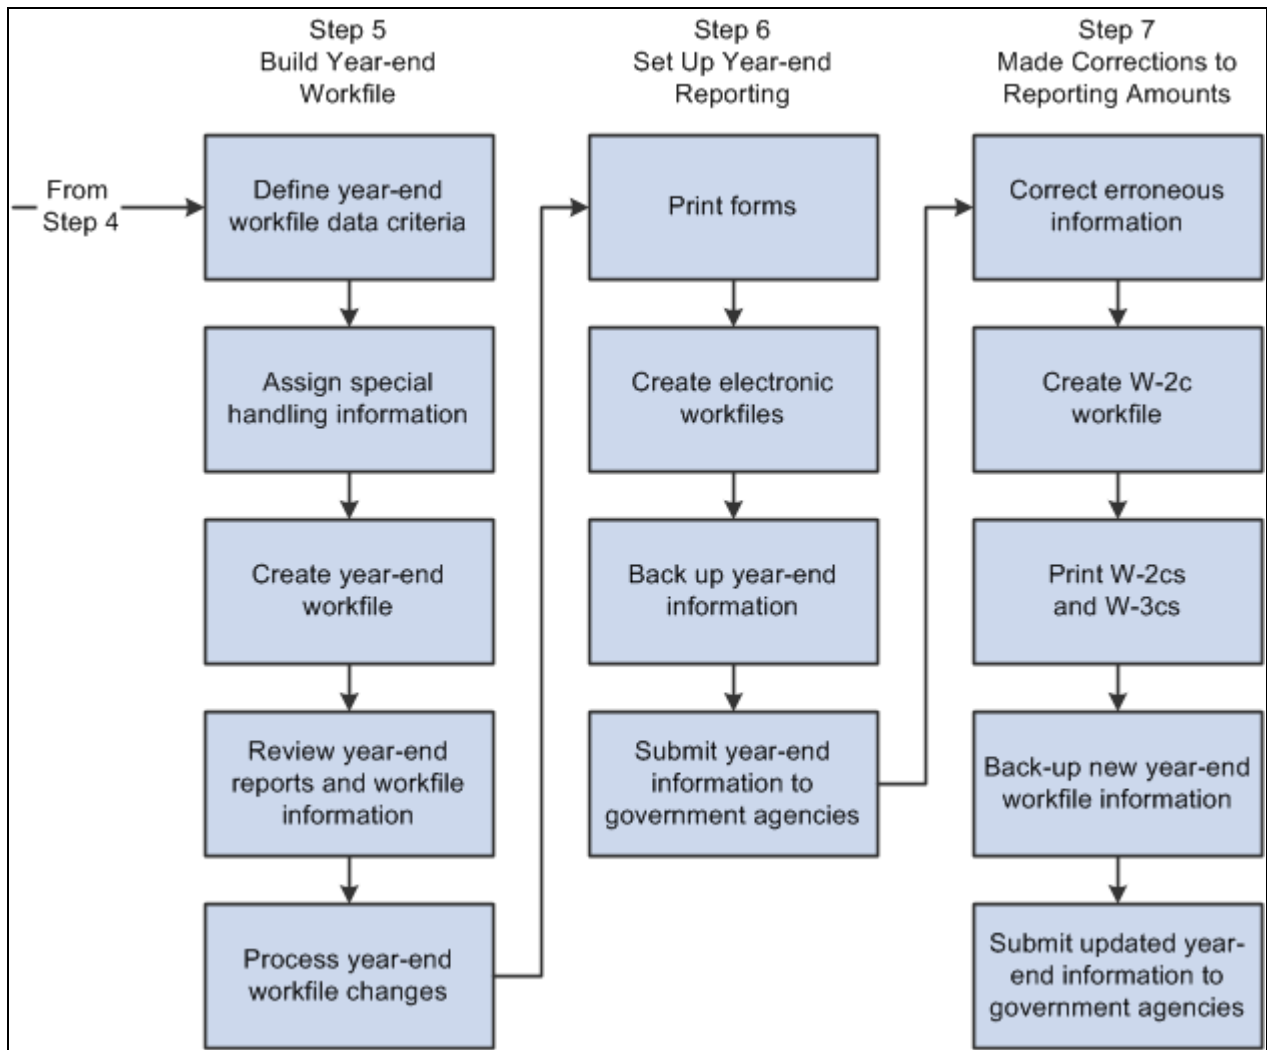 Step 5
Build Year-end
Workfile
From
Step 4
Define year-end
workfile data criteria
Assign special
handling information
Create year-end
workfile
Review year-end
reports and workfile
information
Process year-end
workfile changes
Step 6
Set Up Year-end
Reporting
Print forms
Create electronic
workfiles
Back up year-end
information
Submit year-end
information to
government agencies
Step 7
Made Corrections to
Reporting Amounts
Correct erroneous
information
Create W-2c
workfile
Print W-2cs
and W-3cs
Back-up new year-end
workfile information
Submit updated year-
end information to
government agencies